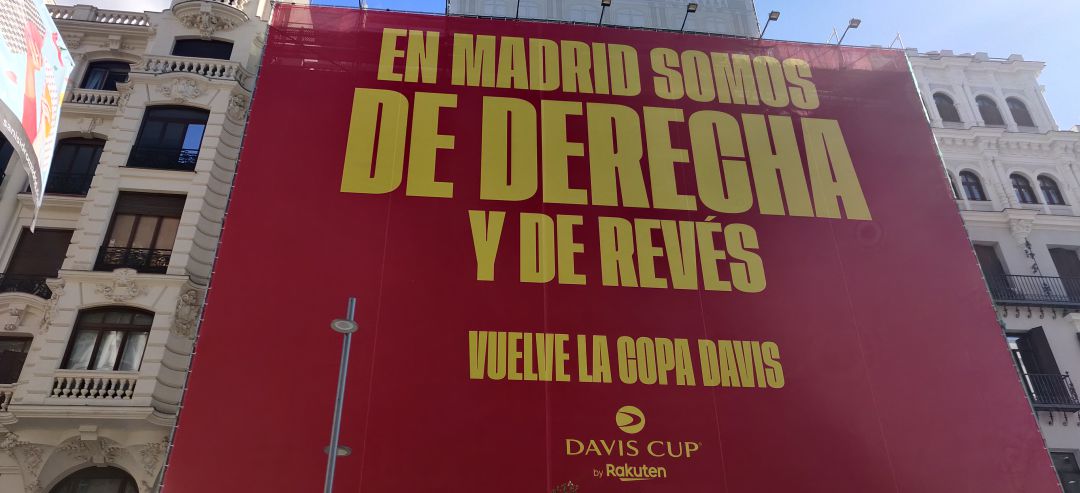 EN MADRID SOMOS
DE DERECHA
Y DE REVÉS
VUELVE LA COPA DAVIS
DAVIS CUP®
by Rakuten